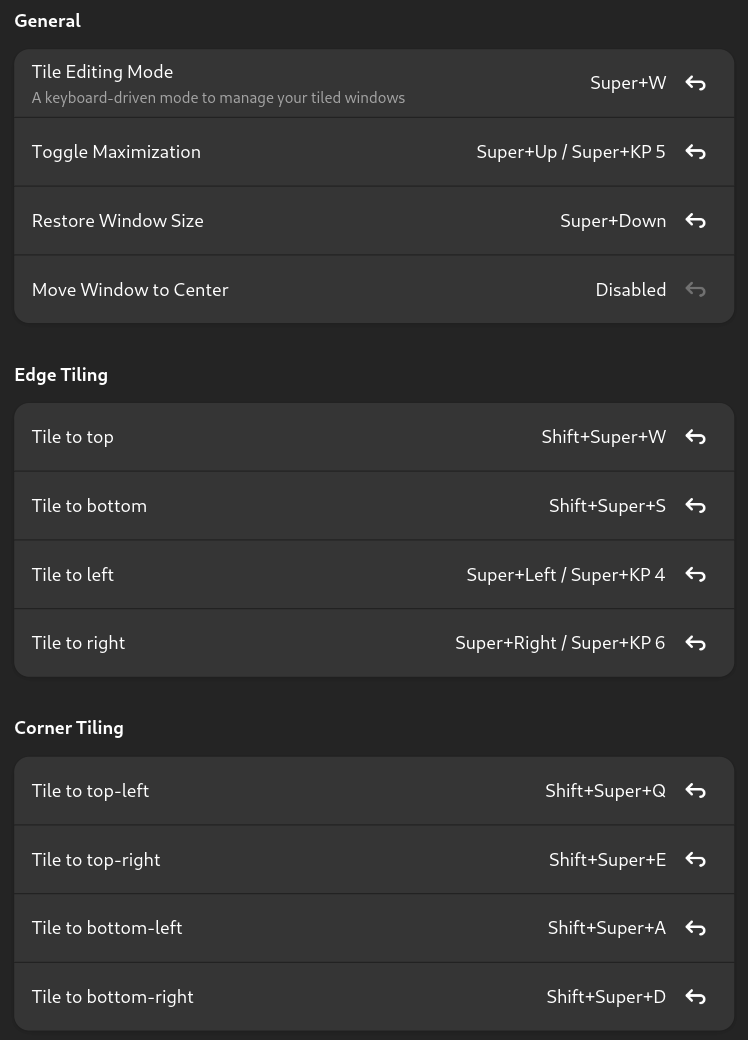 General
Tile Editing Mode
Super+W
A keyboard-driven mode to manage your tiled windows
Toggle Maximization
Super+Up / Super+KP 5
Restore Window Size
Super+Down
Move Window to Center
Disabled
Edge Tiling
Tile to top
Shift+Super+W
Tile to bottom
Shift+Super+S
Tile to left
Super+Left / Super+KP 4
Tile to right
Super+Right / Super+KP 6
Corner Tiling
Tile to top-left
Shift+Super+Q
Tile to top-right
Shift+Super+E
Tile to bottom-left
Shift+Super+A
Tile to bottom-right
Shift+Super+D